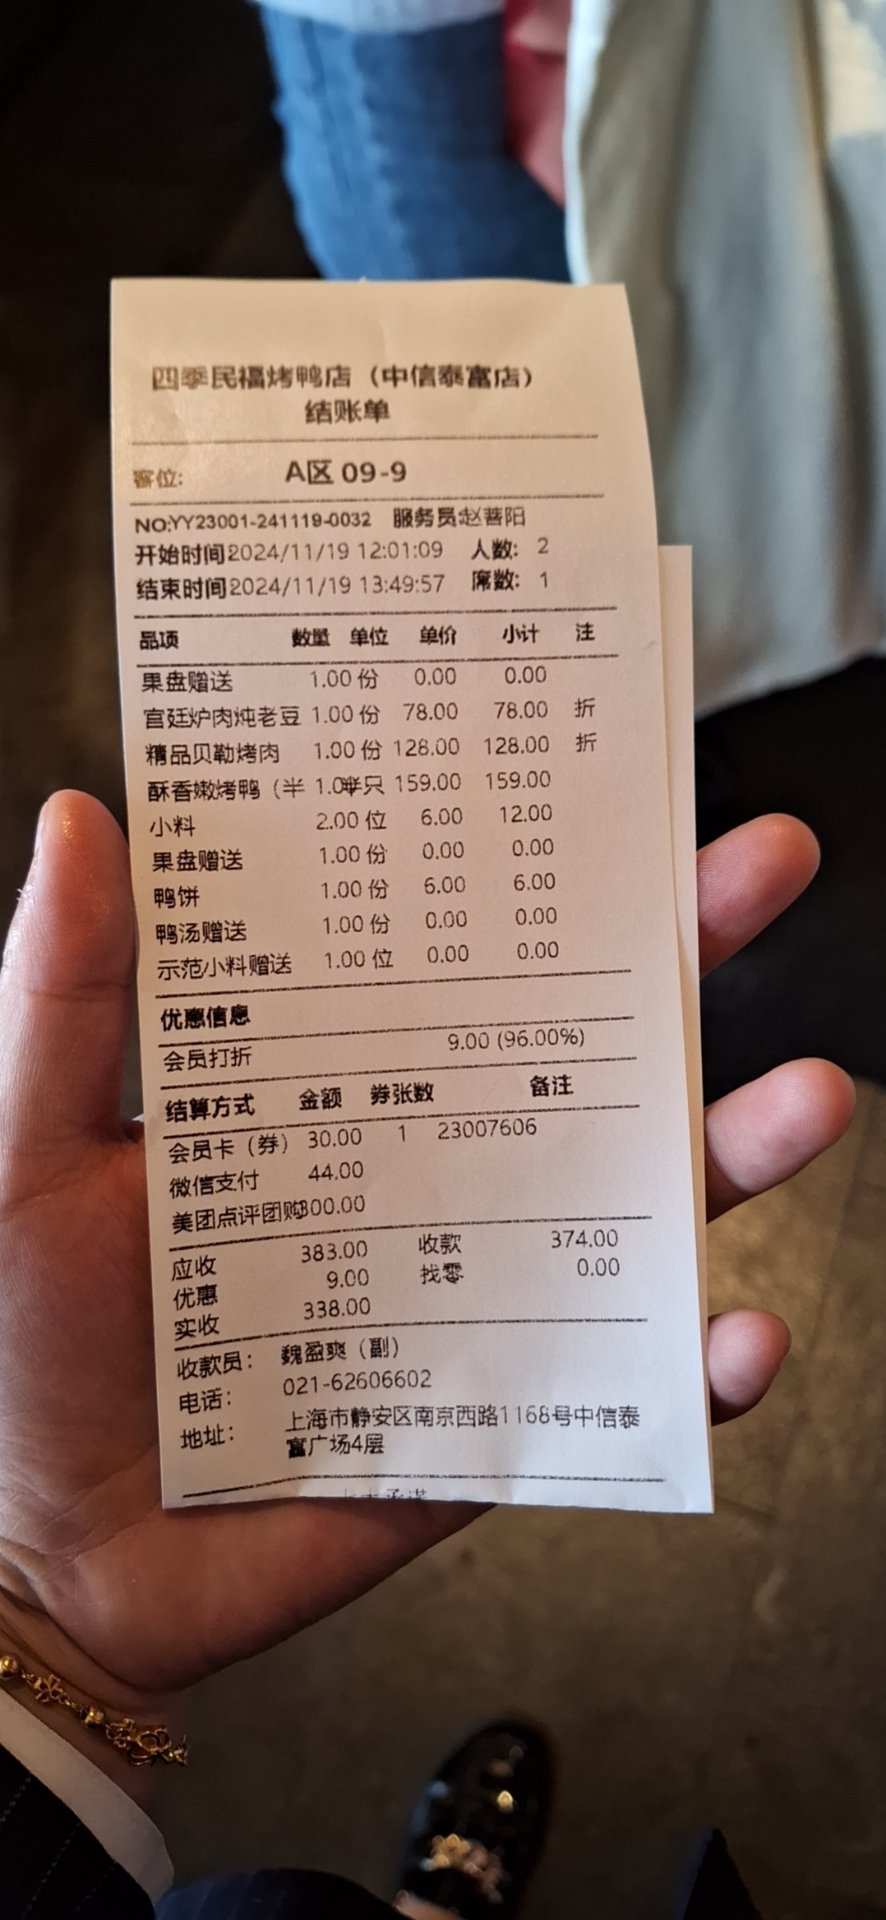 四季民福烤鸭店（中信泰富店）
结账单
客位: A区 09-9
NO:YY23001-241119-0032 服务员:赵菩阳
开始时间2024/11/19 12:01:09 人数: 2
结束时间2024/11/19 13:49:57 席数: 1
品项 数量 单位 单价 小计 注
果盘赠送 1.00 份 0.00 0.00
宫廷炉肉炖老豆 1.00 份 78.00 78.00 折
精品贝勒烤肉 1.00 份 128.00 128.00 折
酥香嫩烤鸭（半 1.00半只 159.00 159.00
小料 2.00 位 6.00 12.00
果盘赠送 1.00 份 0.00 0.00
鸭饼 1.00 份 6.00 6.00
鸭汤赠送 1.00 份 0.00 0.00
示范小料赠送 1.00 位 0.00 0.00
优惠信息
会员打折 9.00 (96.00%)
结算方式 金额 券张数 备注
会员卡（券） 30.00 1 23007606
微信支付 44.00
美团点评团购300.00
应收 383.00 收款 374.00
优惠 9.00 找零 0.00
实收 338.00
收款员: 魏盈爽（副）
电话: 021-62606602
地址: 上海市静安区南京西路1168号中信泰
富广场4层